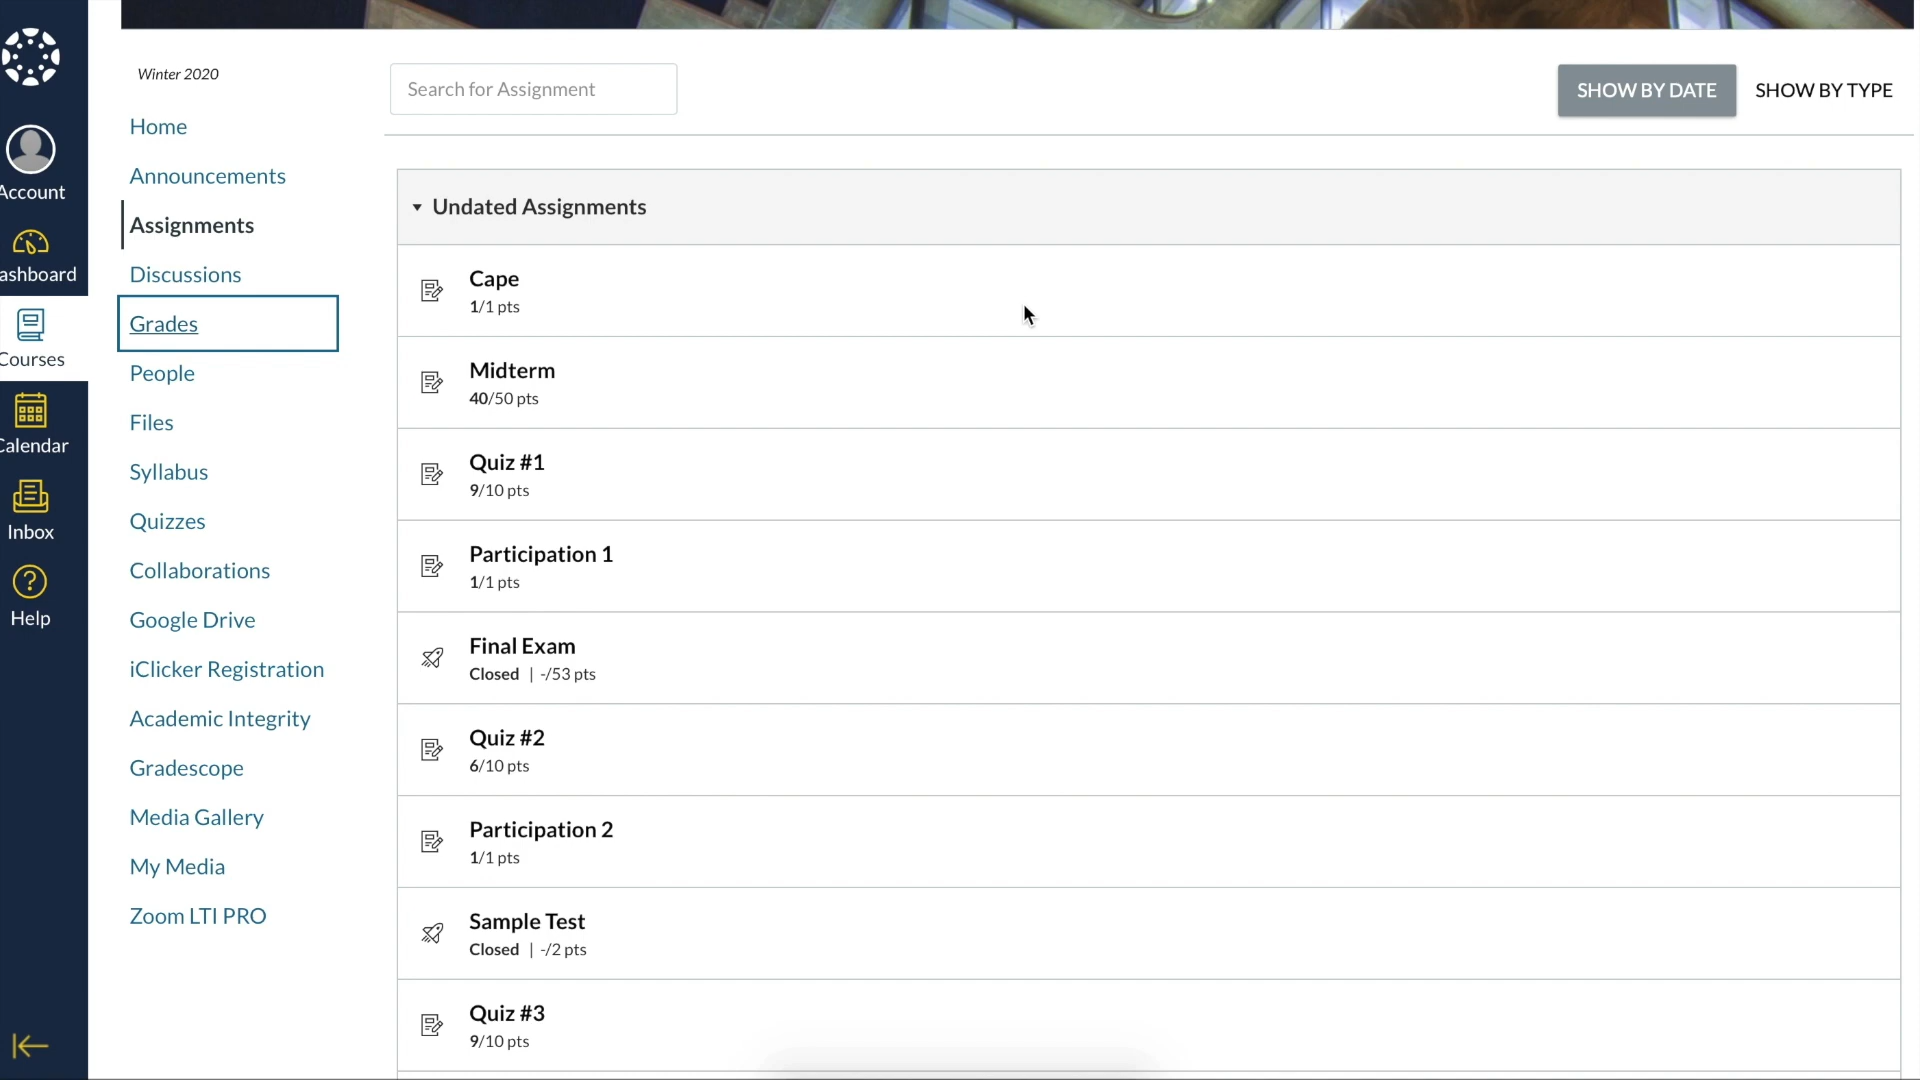 Account
ashboard
Courses
Calendar
Inbox
Help
Winter 2020
Home
Announcements
Assignments
Discussions
Grades
People
Files
Syllabus
Quizzes
Collaborations
Google Drive
iClicker Registration
Academic Integrity
Gradescope
Media Gallery
My Media
Zoom LTI PRO
Search for Assignment
SHOW BY DATE
SHOW BY TYPE
Undated Assignments
Cape
1/1 pts
Midterm
40/50 pts
Quiz #1
9/10 pts
Participation 1
1/1 pts
Final Exam
Closed | -/53 pts
Quiz #2
6/10 pts
Participation 2
1/1 pts
Sample Test
Closed | -/2 pts
Quiz #3
9/10 pts